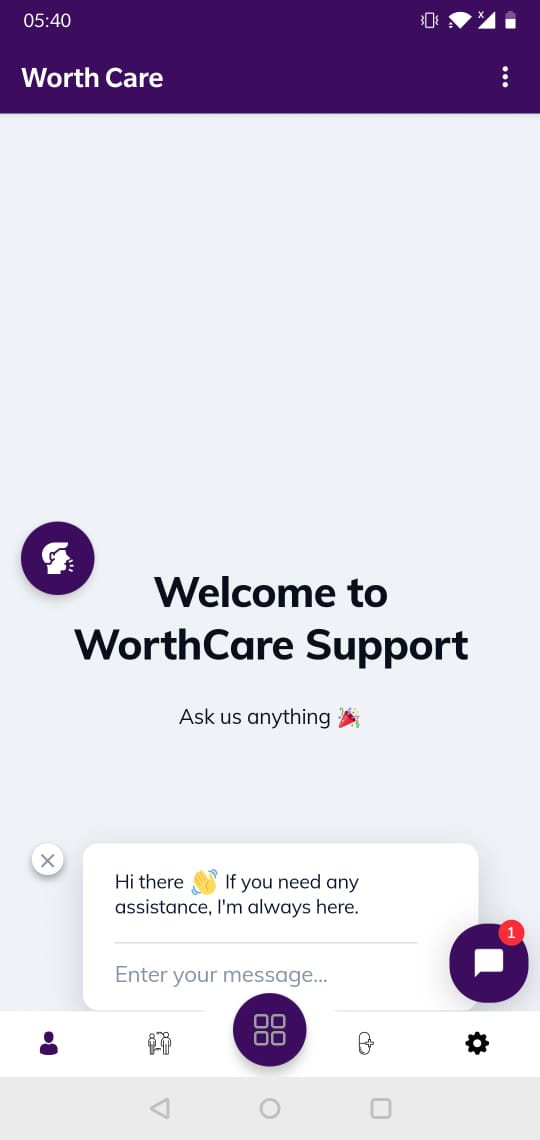 05:40
Worth Care
Welcome to
WorthCare Support
Ask us anything 🎉
Hi there 👋 If you need any
assistance, I'm always here.
1
Enter your message...